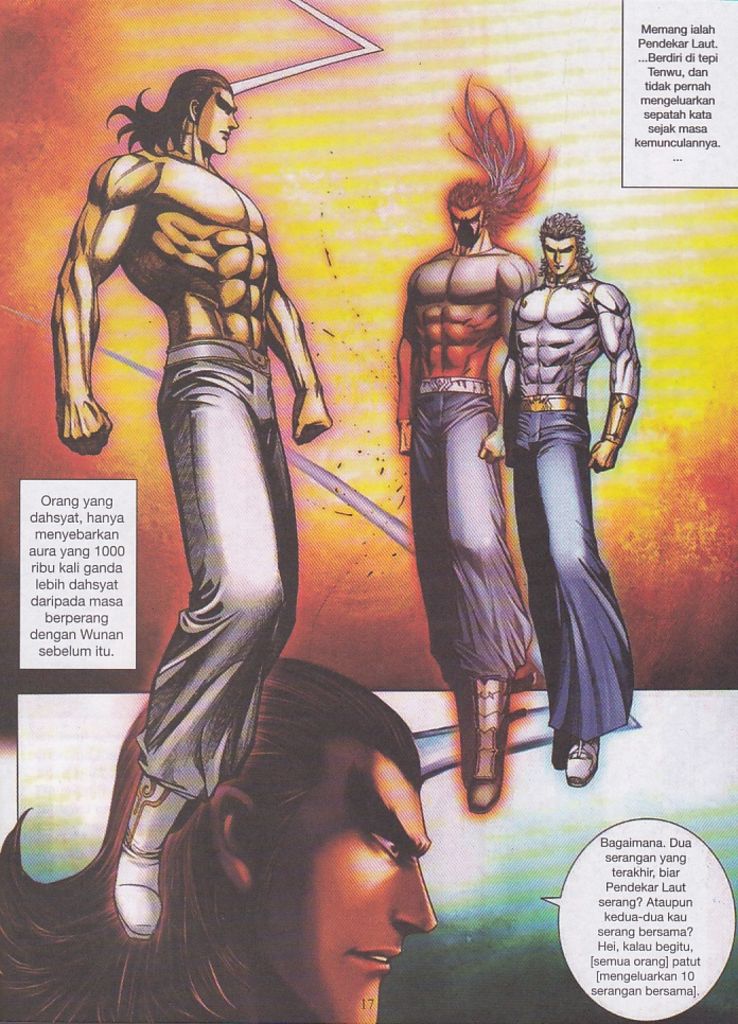 Memang ialah
Pendekar Laut.
...Berdiri di tepi
Tenwu, dan
tidak pernah
mengeluarkan
sepatah kata
sejak masa
kemunculannya.
...
Orang yang
dahsyat, hanya
menyebarkan
aura yang 1000
ribu kali ganda
lebih dahsyat
daripada masa
berperang
dengan Wunan
sebelum itu.
Bagaimana. Dua
serangan yang
terakhir, biar
Pendekar Laut
serang? Ataupun
kedua-dua kau
serang bersama?
Hei, kalau begitu,
[semua orang] patut
[mengeluarkan 10
serangan bersama].
17